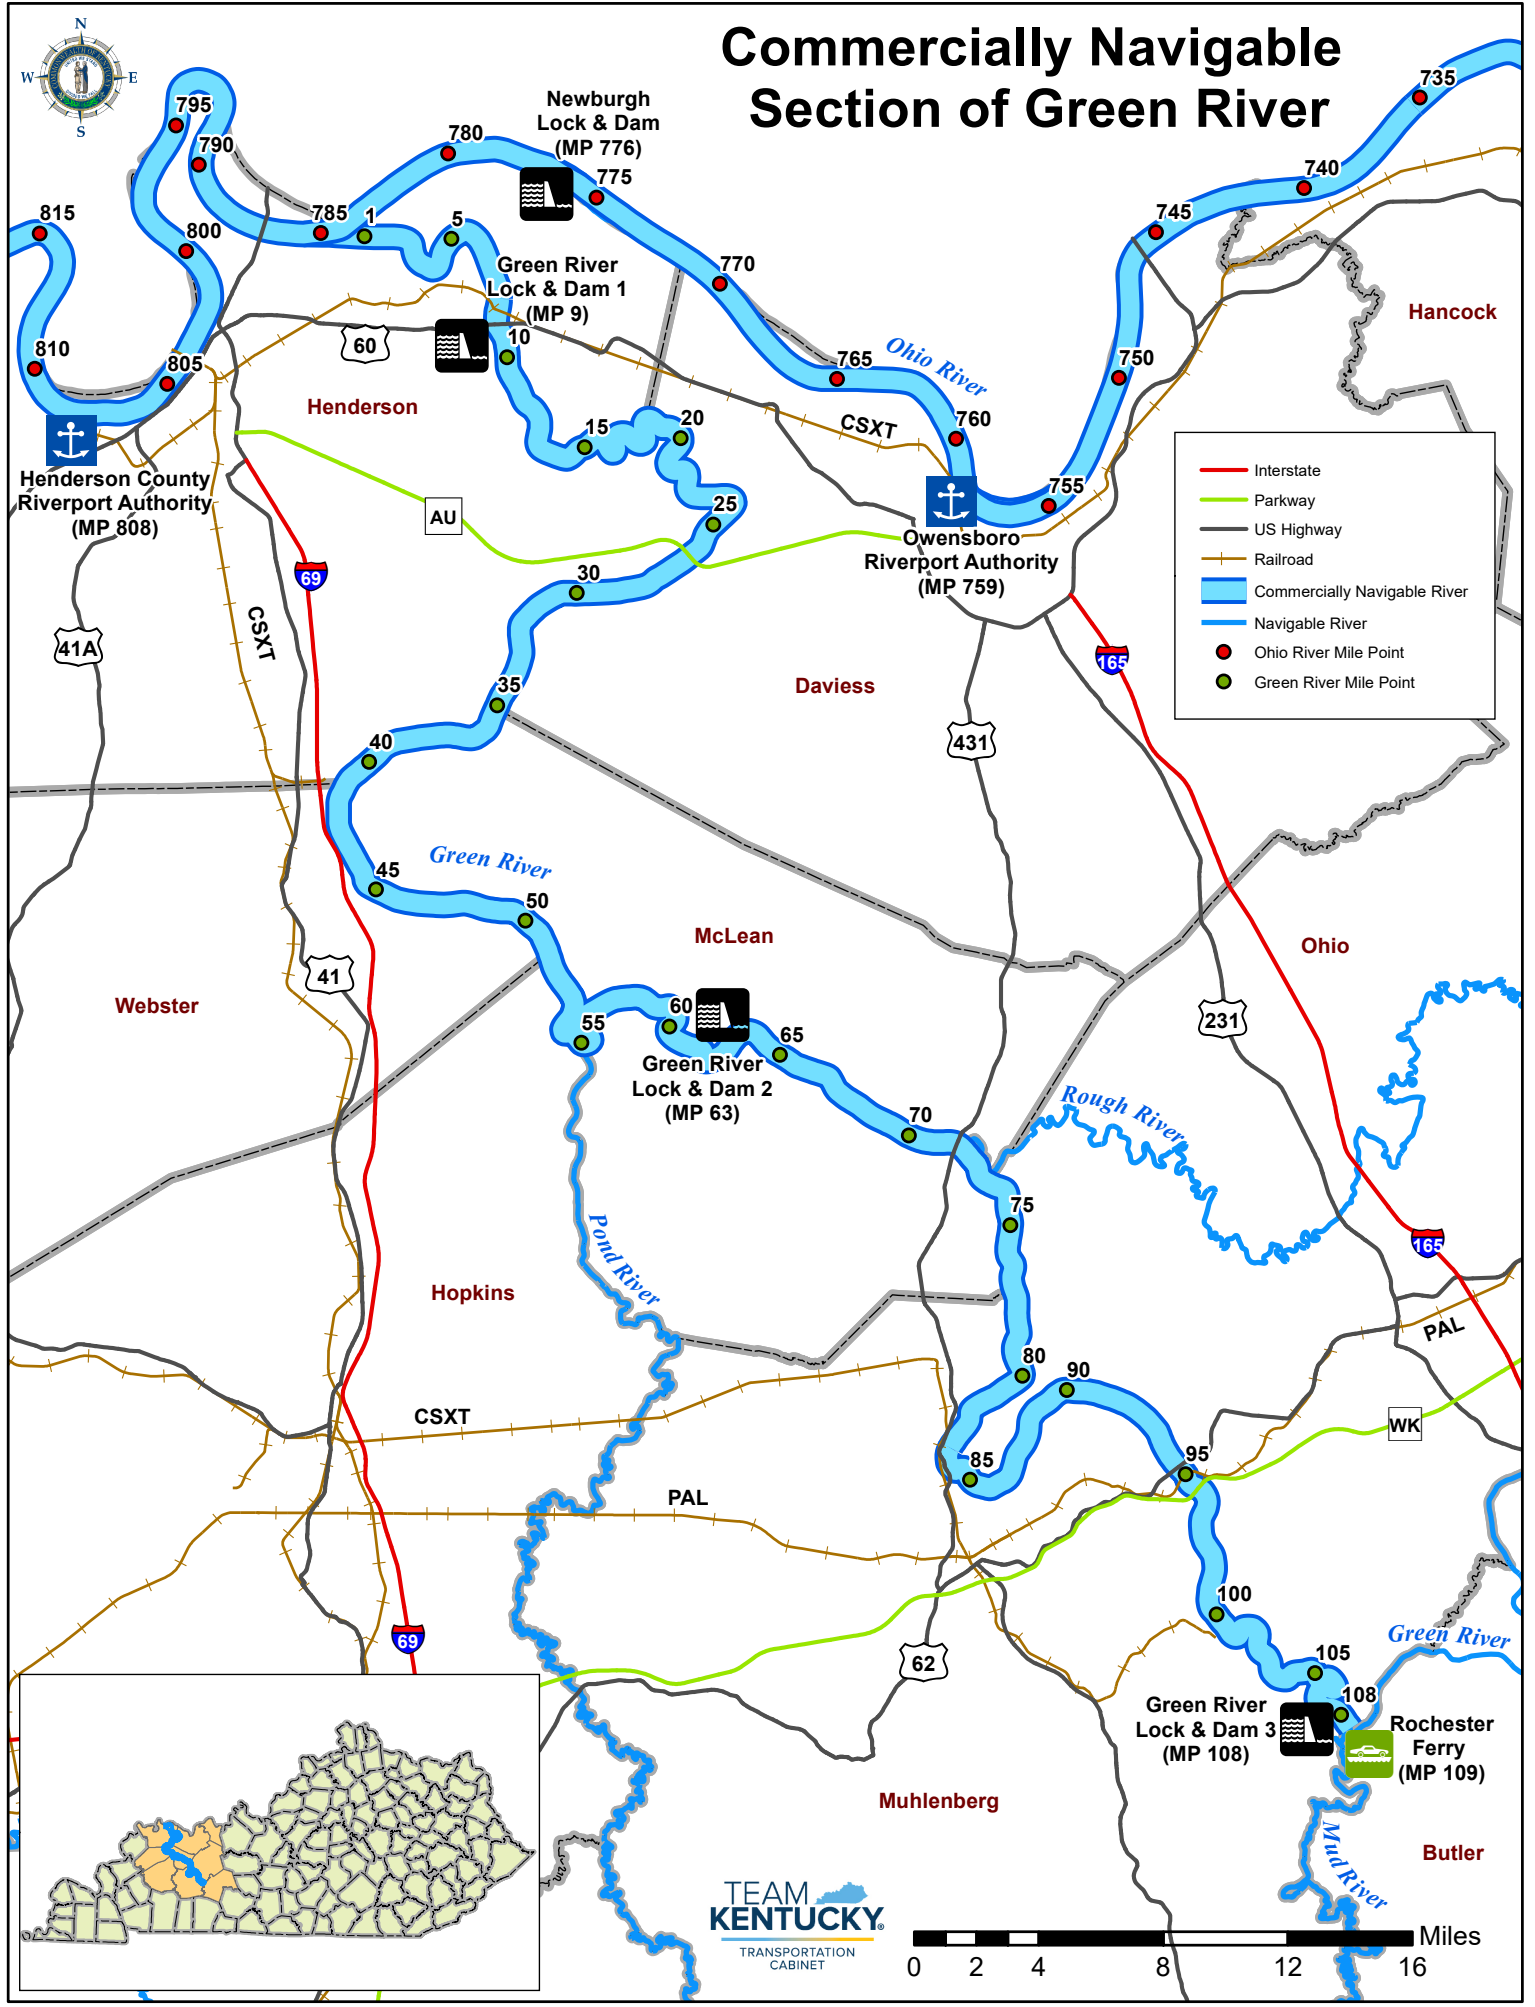 Commercially Navigable
Section of Green River
N
W
E
S
795
790
785
1
5
780
Newburgh
Lock & Dam
(MP 776)
775
735
740
745
815
800
810
805
Green River
Lock & Dam 1
(MP 9)
10
60
770
765
Ohio River
760
750
755
Hancock
Henderson
CSXT
15
20
25
Henderson County
Riverport Authority
(MP 808)
AU
Owensboro
Riverport Authority
(MP 759)
Interstate
Parkway
US Highway
Railroad
Commercially Navigable River
Navigable River
Ohio River Mile Point
Green River Mile Point
69
30
CSXT
41A
165
35
Daviess
431
40
Green River
45
50
McLean
Ohio
41
Webster
55
60
65
231
Green River
Lock & Dam 2
(MP 63)
Rough River
70
75
Pond River
165
Hopkins
PAL
80
90
CSXT
WK
85
95
PAL
100
69
62
105
Green River
108
Green River
Lock & Dam 3
(MP 108)
Rochester
Ferry
(MP 109)
Muhlenberg
Mud River
Butler
TEAM
KENTUCKY®
TRANSPORTATION
CABINET
Miles
0 2 4 8 12 16